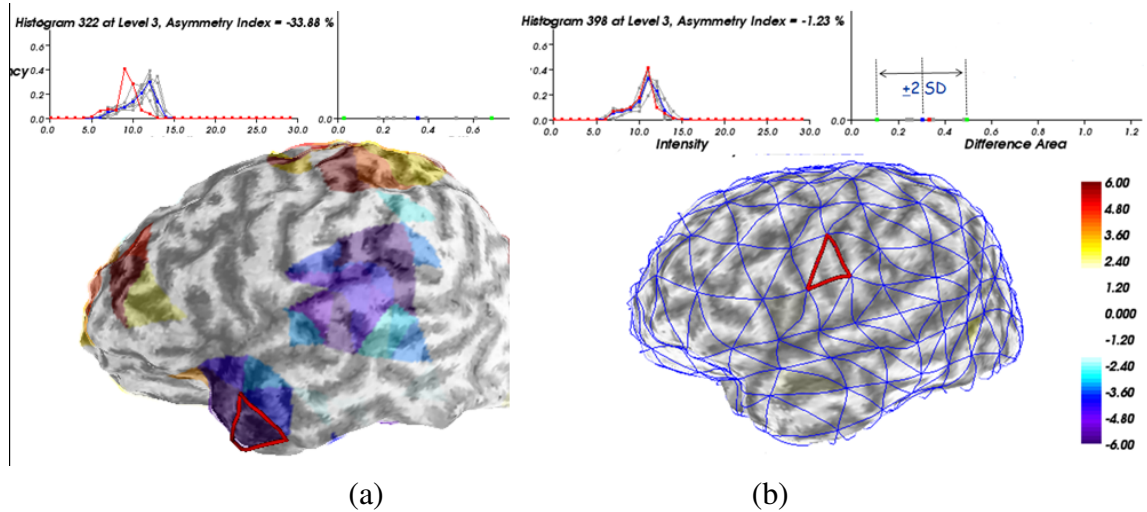 Histogram 322 at Level 3, Asymmetry Index = -33.88 %
0.6
0.4
0.2
0.0
ncy
0.0 5.0 10.0 15.0 20.0 25.0 30.0
0.0 0.2 0.4 0.6
Histogram 398 at Level 3, Asymmetry Index = -1.23 %
0.6
0.4
0.2
0.0
0.0 5.0 10.0 15.0 20.0 25.0 30.0
Intensity
±2 SD
0.0 0.2 0.4 0.6 0.8 1.0 1.2
Difference Area
6.00
4.80
3.60
2.40
1.20
0.000
-1.20
-2.40
-3.60
-4.80
-6.00
(a)
(b)